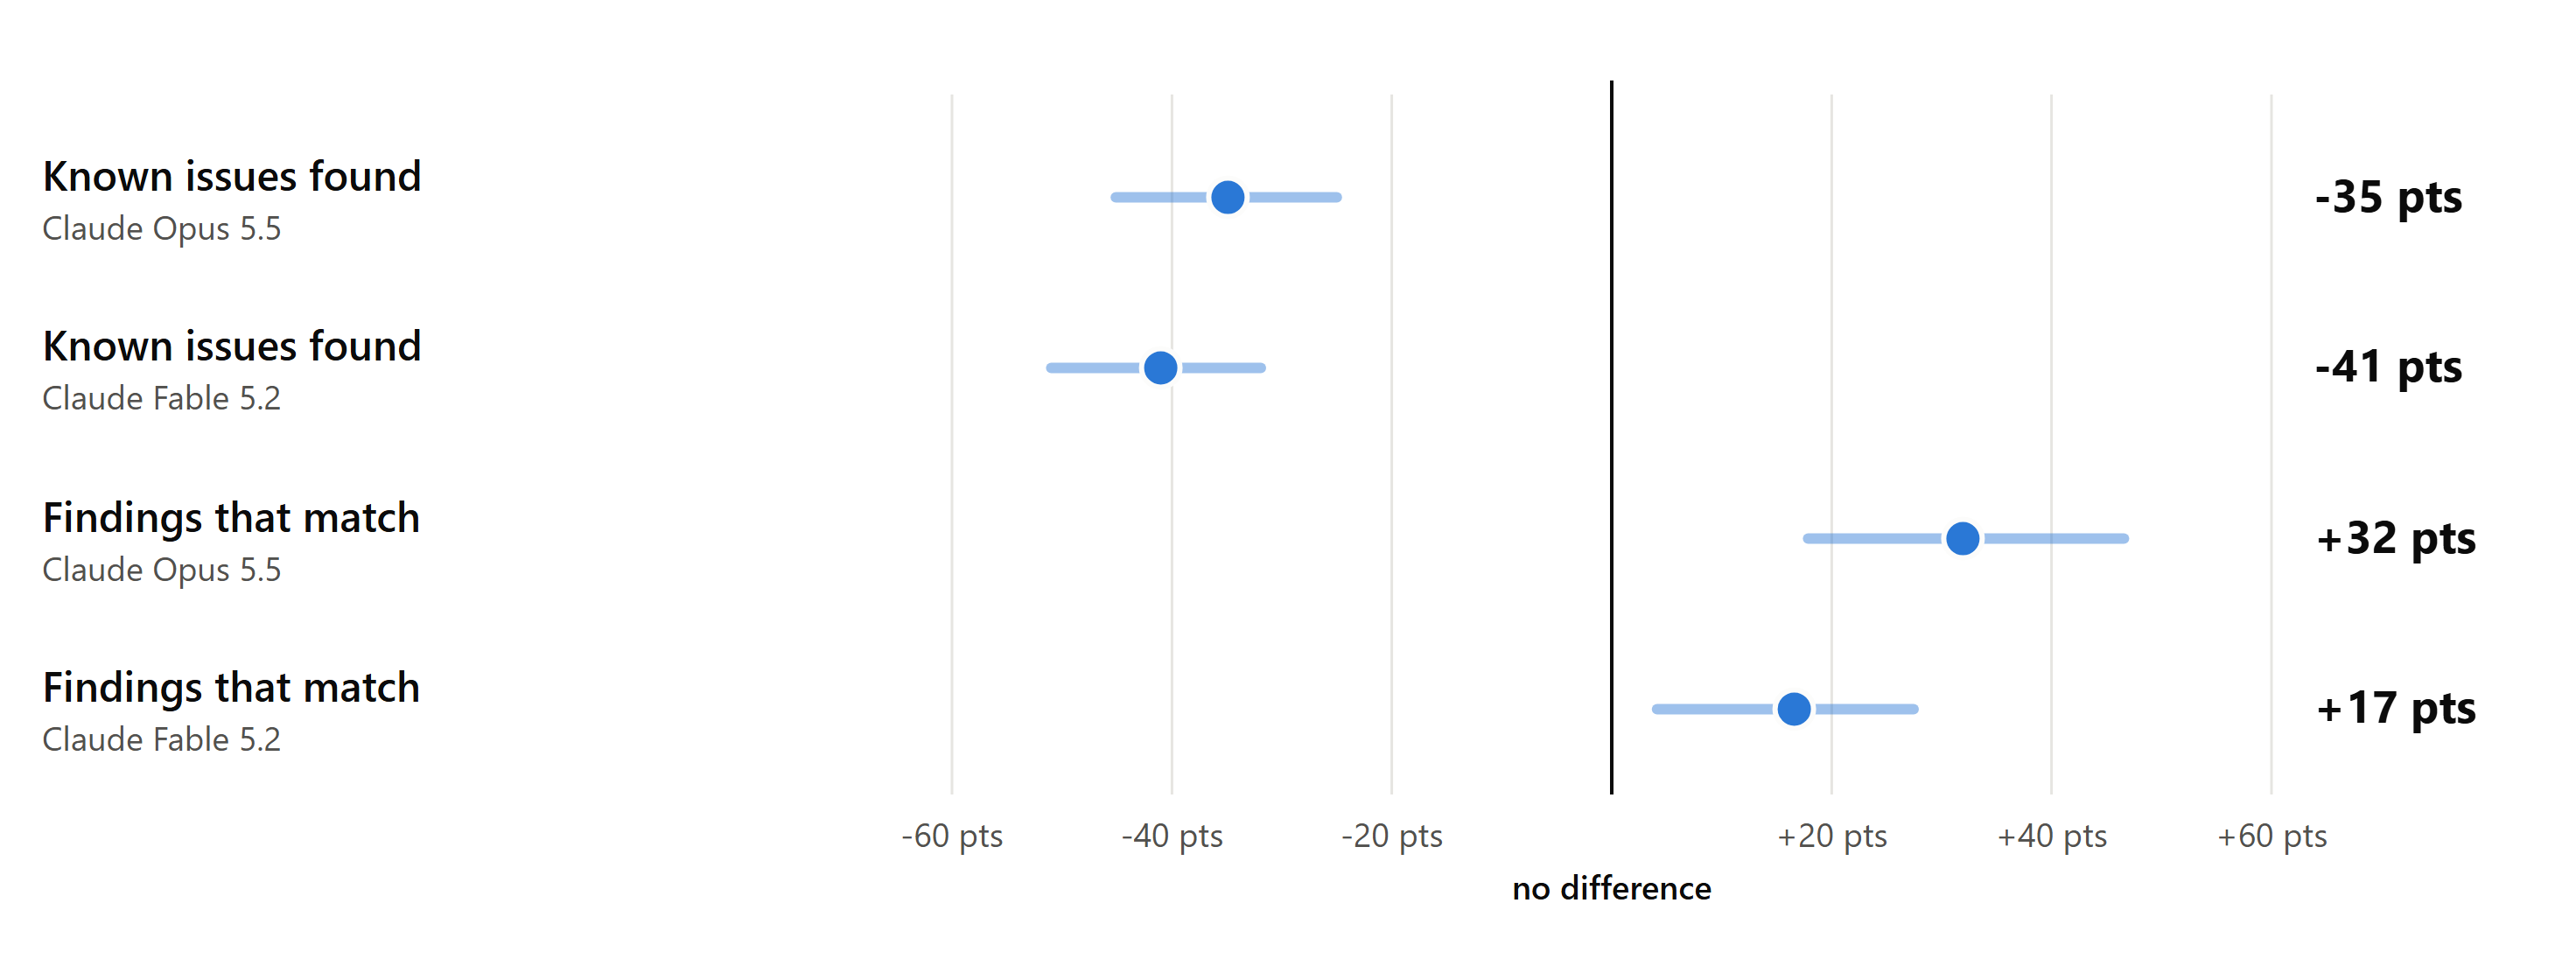 Known issues found
Claude Opus 5.5
-35 pts
Known issues found
Claude Fable 5.2
-41 pts
Findings that match
Claude Opus 5.5
+32 pts
Findings that match
Claude Fable 5.2
+17 pts
-60 pts -40 pts -20 pts +20 pts +40 pts +60 pts
no difference